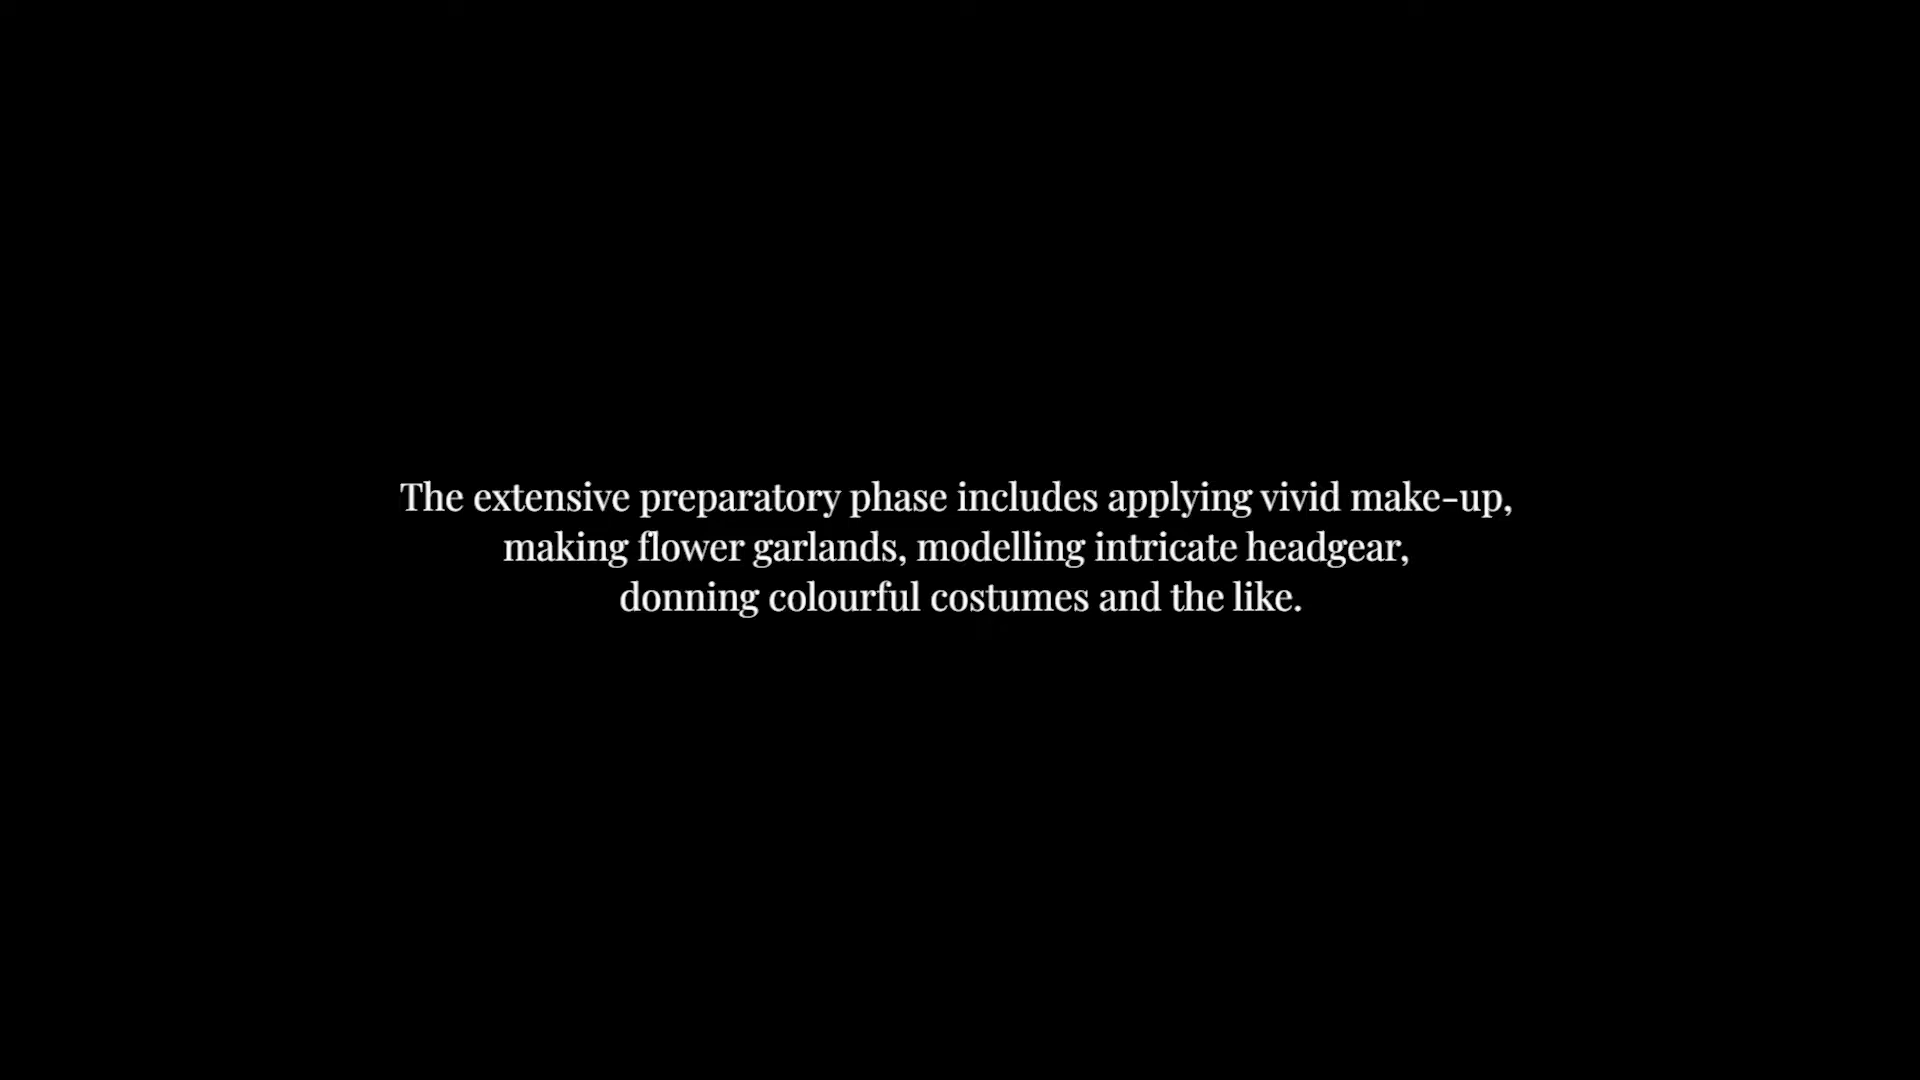 The extensive preparatory phase includes applying vivid make-up,
making flower garlands, modelling intricate headgear,
donning colourful costumes and the like.